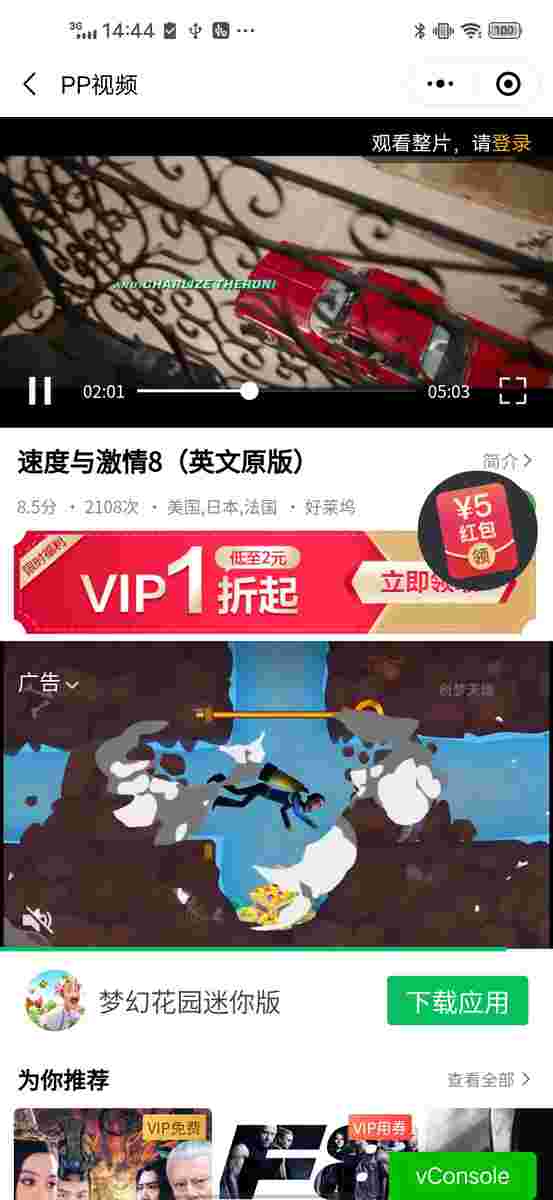 3G 14:44 100
PP视频
观看整片，请登录
AND CHARLIZE THERON
02:01 05:03
速度与激情8（英文原版）
简介
8.5分 · 2108次 · 美国,日本,法国 · 好莱坞
¥5
红包
领
限时福利
低至2元
VIP1折起
立即领
广告
创梦天地
梦幻花园迷你版
下载应用
为你推荐
查看全部
VIP免费
VIP用券
F8
vConsole